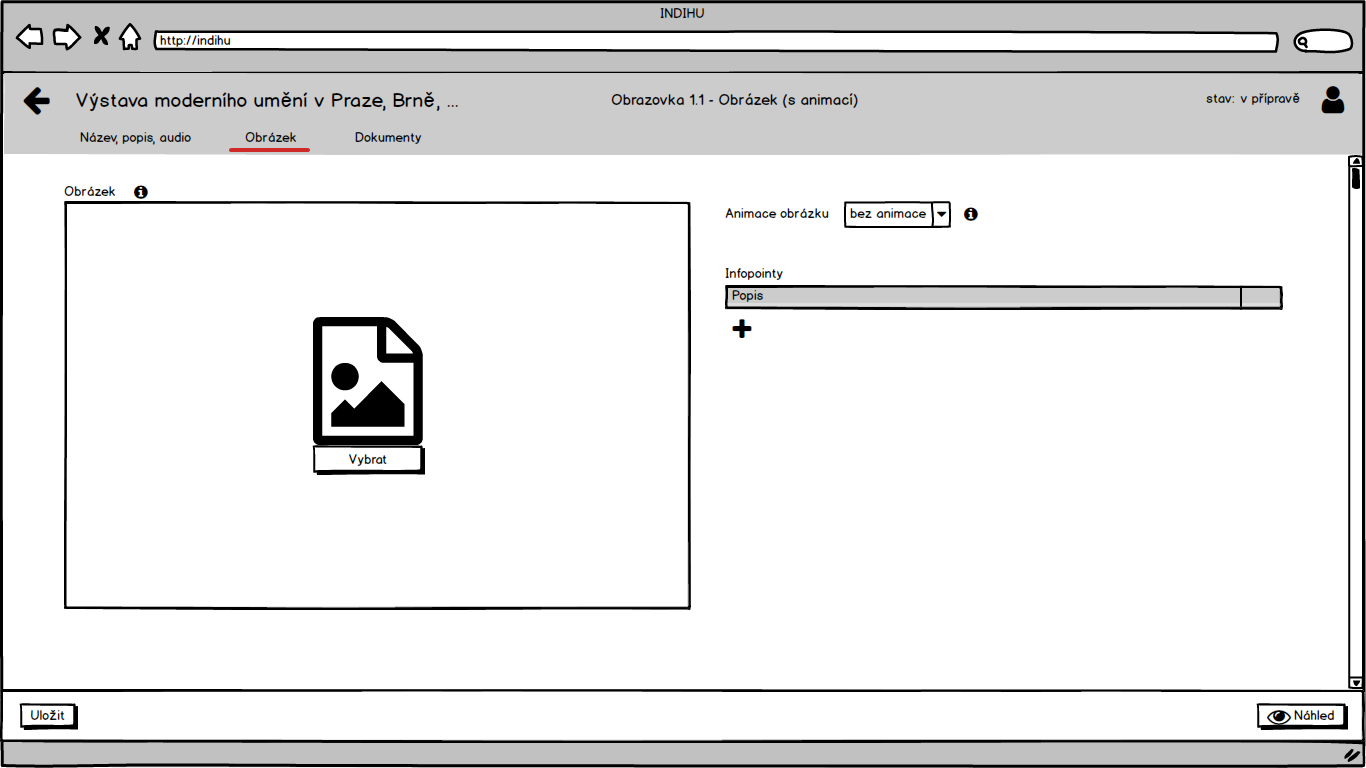 INDIHU
http://indihu
Výstava moderního umění v Praze, Brně, ...
Obrazovka 1.1 - Obrázek (s animací)
stav: v přípravě
Název, popis, audio
Obrázek
Dokumenty
Obrázek
Animace obrázku
bez animace
Infopointy
Popis
Vybrat
Uložit
Náhled